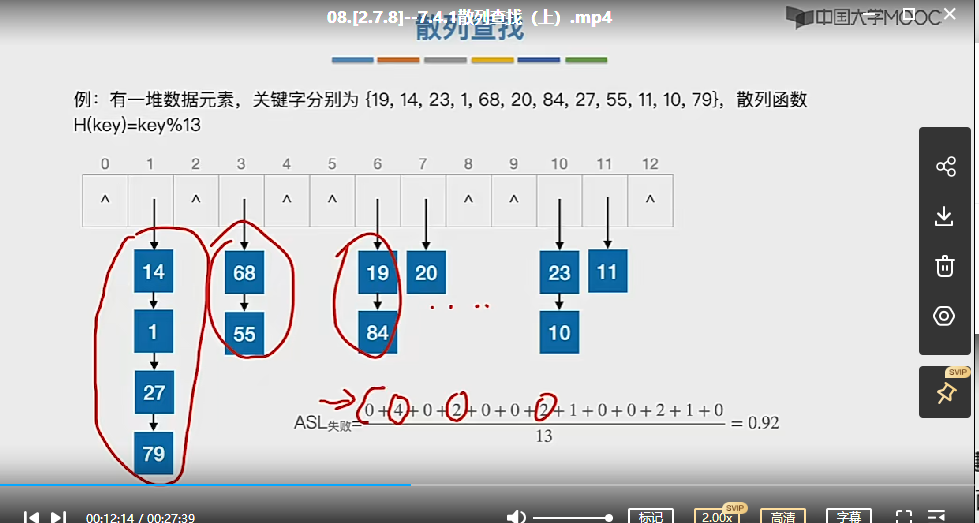 08.[2.7.8]--7.4.1散列查找（上）.mp4
中国大学MOOC
散列查找
例：有一堆数据元素，关键字分别为 {19, 14, 23, 1, 68, 20, 84, 27, 55, 11, 10, 79}，散列函数
H(key)=key%13
0 1 2 3 4 5 6 7 8 9 10 11 12
^ ^ ^ ^ ^ ^ ^
14 68 19 20 23 11
1 55 84 10
27
79
SVIP
0 + 4 + 0 + 2 + 0 + 0 + 2 + 1 + 0 + 0 + 2 + 1 + 0
ASL失败= = 0.92
13
00:12:14 / 00:27:39
标记
2.00x
SVIP
高清
字幕